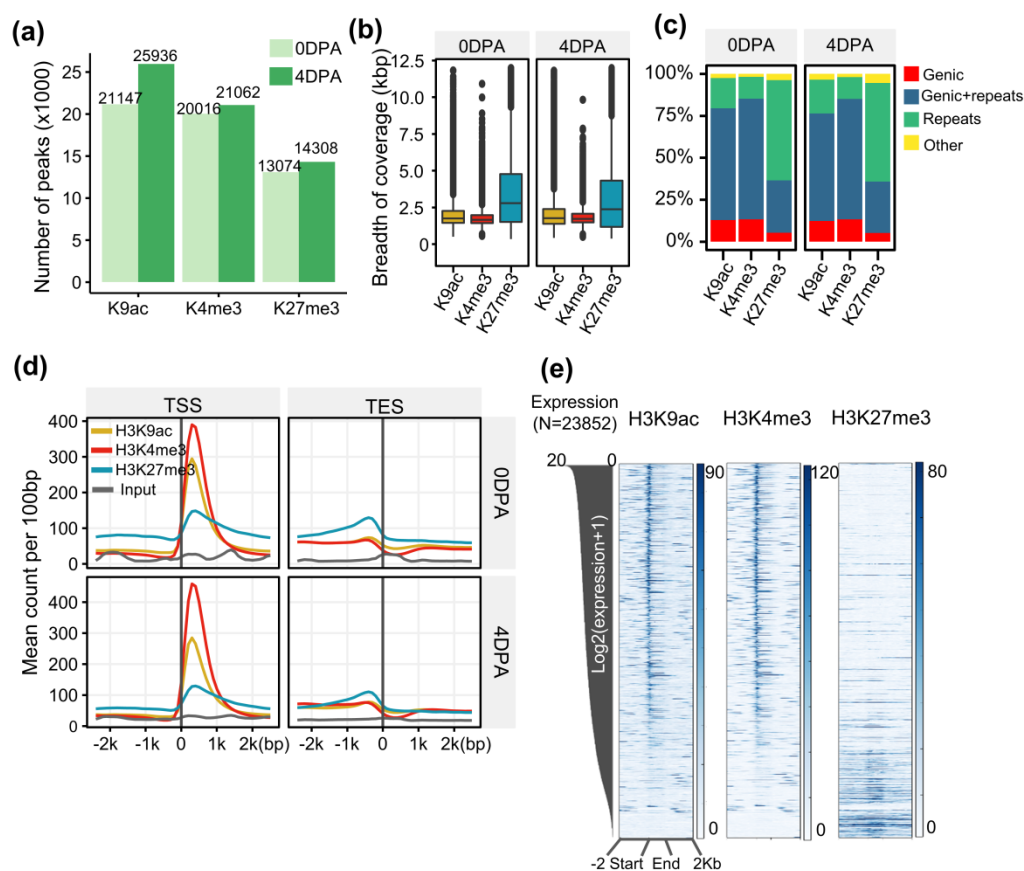 (a)
0DPA
4DPA
25936
21147
20016
21062
13074
14308
Number of peaks (x1000)
25
20
15
10
5
0
K9ac
K4me3
K27me3
(b)
0DPA
4DPA
Breadth of coverage (kbp)
12.5
10
7.5
5
2.5
0
K9ac
K4me3
K27me3
K9ac
K4me3
K27me3
(c)
0DPA
4DPA
100%
75%
50%
25%
0%
K9ac
K4me3
K27me3
K9ac
K4me3
K27me3
Genic
Genic+repeats
Repeats
Other
(d)
TSS
TES
Mean count per 100bp
400
300
200
100
0
H3K9ac
H3K4me3
H3K27me3
Input
0DPA
400
300
200
100
0
4DPA
-2k
-1k
0
1k
2k(bp)
-2k
-1k
0
1k
2k(bp)
(e)
Expression
(N=23852)
H3K9ac
H3K4me3
H3K27me3
20
0
90
120
80
Log2(expression+1)
0
0
0
-2 Start End 2Kb